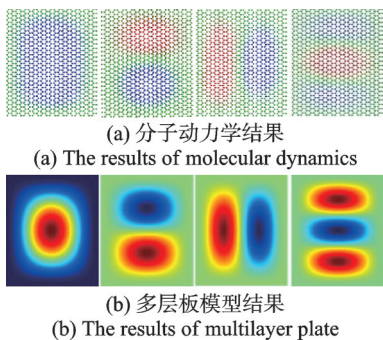 (a) 分子动力学结果
(a) The results of molecular dynamics
(b) 多层板模型结果
(b) The results of multilayer plate